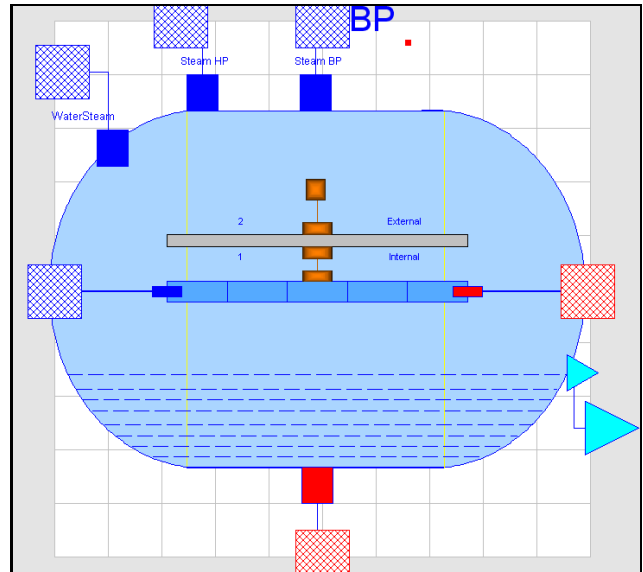 BP
Steam HP
Steam BP
WaterSteam
2
External
1
Internal